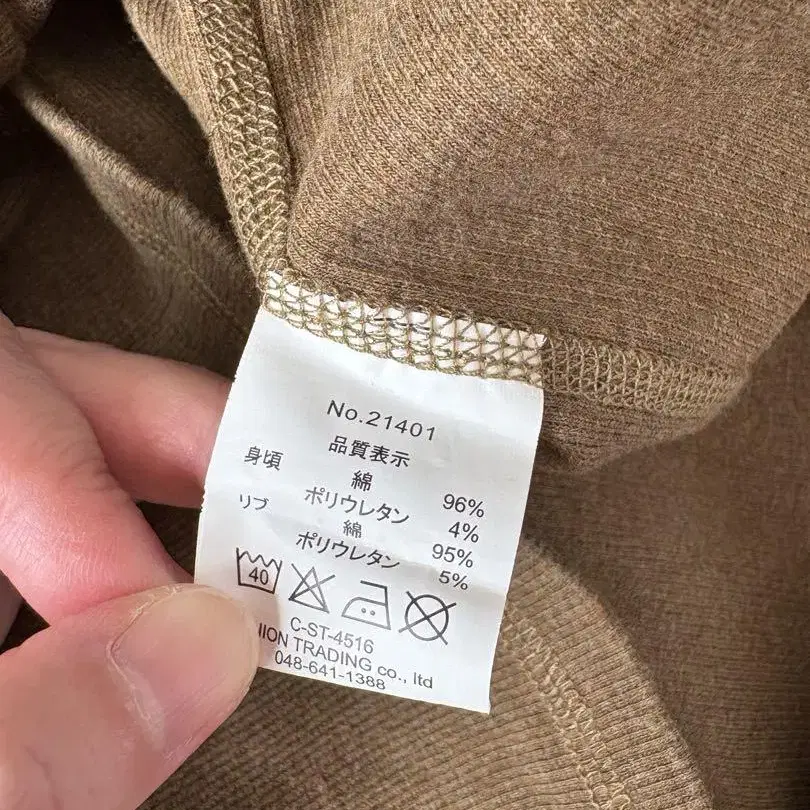 No.21401
品質表示
身頃 綿 96%
ポリウレタン 4%
リブ 綿 95%
ポリウレタン 5%
40
C-ST-4516
TRADING co., ltd
048-641-1388